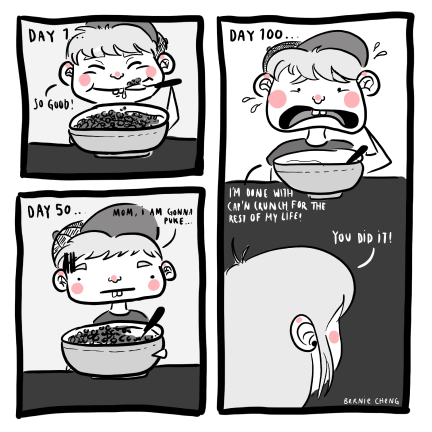 DAY 1...
SO GOOD!
DAY 50...
MOM, I AM GONNA
PUKE...
DAY 100...
I'M DONE WITH
CAP'N CRUNCH FOR THE
REST OF MY LIFE!
YOU DID IT!
BERNIE CHENG